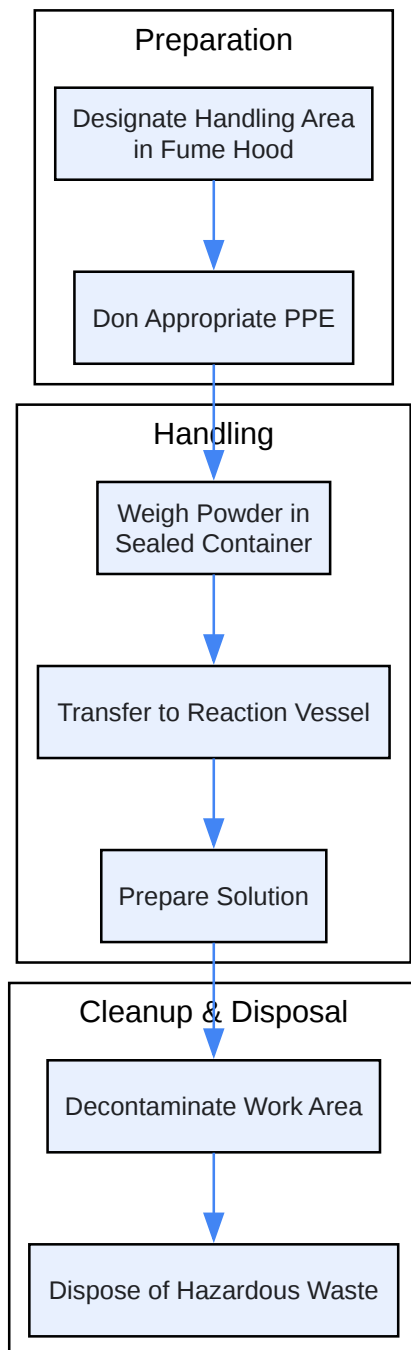 Preparation
Designate Handling Area
in Fume Hood
Don Appropriate PPE
Handling
Weigh Powder in
Sealed Container
Transfer to Reaction Vessel
Prepare Solution
Cleanup & Disposal
Decontaminate Work Area
Dispose of Hazardous Waste